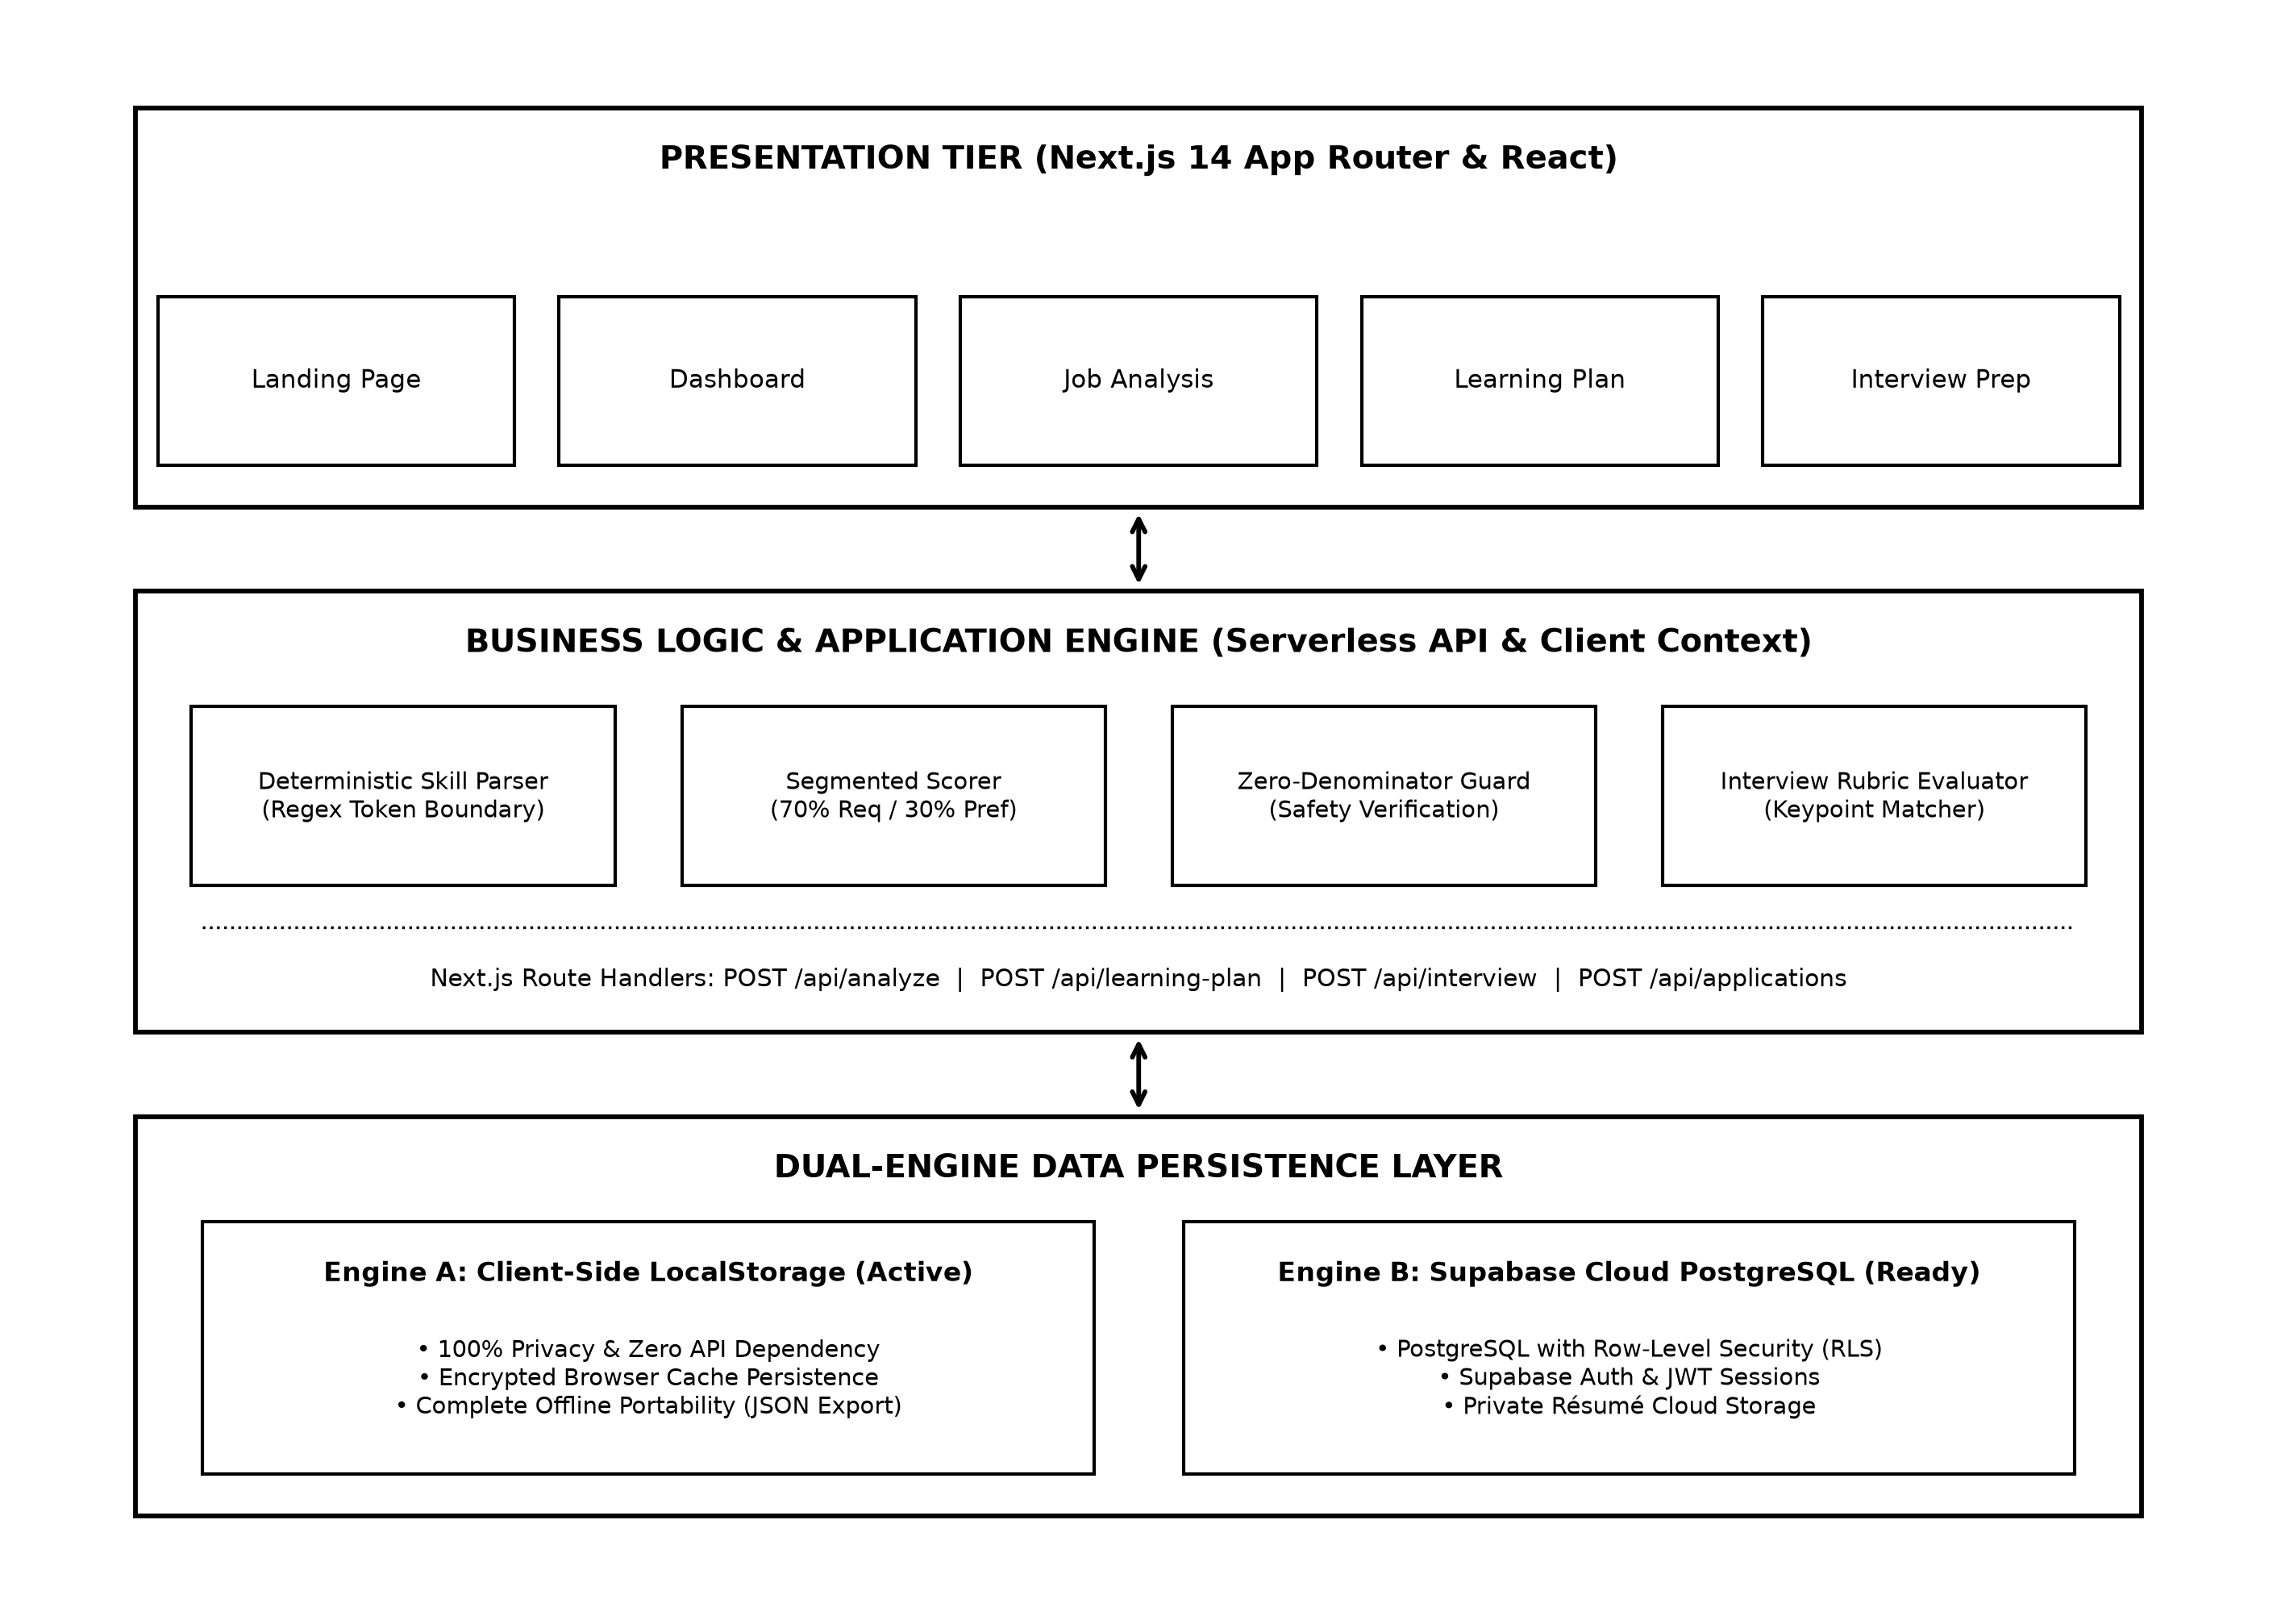 PRESENTATION TIER (Next.js 14 App Router & React)
Landing Page
Dashboard
Job Analysis
Learning Plan
Interview Prep
BUSINESS LOGIC & APPLICATION ENGINE (Serverless API & Client Context)
Deterministic Skill Parser
(Regex Token Boundary)
Segmented Scorer
(70% Req / 30% Pref)
Zero-Denominator Guard
(Safety Verification)
Interview Rubric Evaluator
(Keypoint Matcher)
Next.js Route Handlers: POST /api/analyze | POST /api/learning-plan | POST /api/interview | POST /api/applications
DUAL-ENGINE DATA PERSISTENCE LAYER
Engine A: Client-Side LocalStorage (Active)
• 100% Privacy & Zero API Dependency
• Encrypted Browser Cache Persistence
• Complete Offline Portability (JSON Export)
Engine B: Supabase Cloud PostgreSQL (Ready)
• PostgreSQL with Row-Level Security (RLS)
• Supabase Auth & JWT Sessions
• Private Résumé Cloud Storage